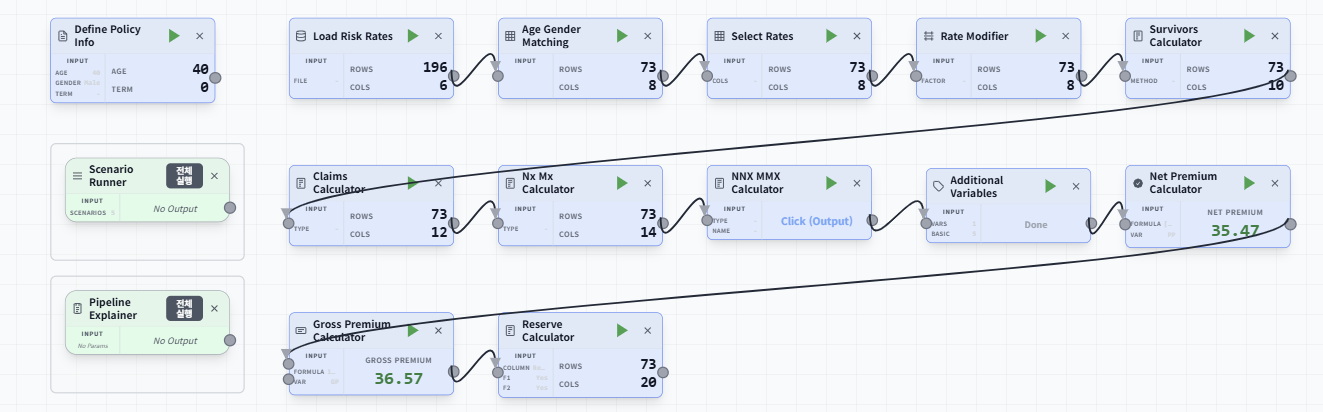 Define Policy
Info
INPUT
AGE 40
GENDER Male
TERM -
AGE 40
TERM 0
Load Risk Rates
INPUT
FILE -
ROWS 196
COLS 6
Age Gender
Matching
INPUT
ROWS 73
COLS 8
Select Rates
INPUT
COLS -
ROWS 73
COLS 8
Rate Modifier
INPUT
FACTOR -
ROWS 73
COLS 8
Survivors
Calculator
INPUT
METHOD -
ROWS 73
COLS 10
Scenario
Runner
전체
실행
INPUT
SCENARIOS 0
No Output
Claims
Calculator
INPUT
TYPE -
ROWS 73
COLS 12
Nx Mx
Calculator
INPUT
TYPE -
ROWS 73
COLS 14
NNX MMX
Calculator
INPUT
TYPE -
NAME -
Click (Output)
Additional
Variables
INPUT
VARS
BASIC
Done
Net Premium
Calculator
INPUT
FORMULA [...
VAR PP
NET PREMIUM
35.47
Pipeline
Explainer
전체
실행
INPUT
No Params
No Output
Gross Premium
Calculator
INPUT
FORMULA
VAR GP
GROSS PREMIUM
36.57
Reserve
Calculator
INPUT
COLUMN
F1 Yes
F2 Yes
ROWS 73
COLS 20